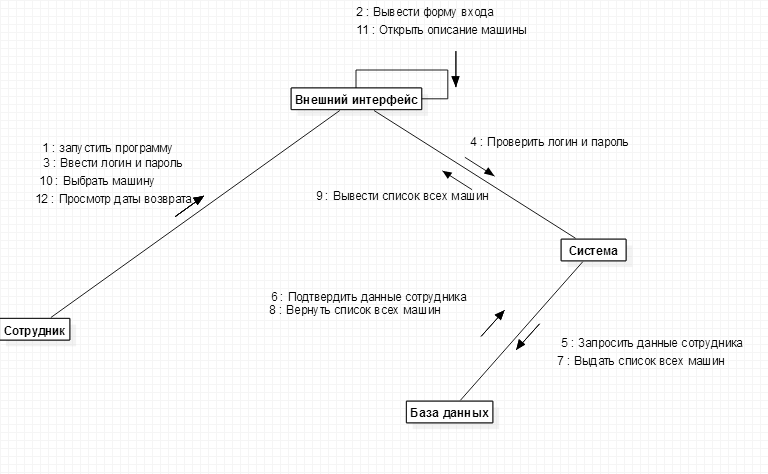 2 : Вывести форму входа
11 : Открыть описание машины
Внешний интерфейс
1 : запустить программу
3 : Ввести логин и пароль
10 : Выбрать машину
12 : Просмотр даты возврата
4 : Проверить логин и пароль
9 : Вывести список всех машин
Система
6 : Подтвердить данные сотрудника
8 : Вернуть список всех машин
Сотрудник
5 : Запросить данные сотрудника
7 : Выдать список всех машин
База данных